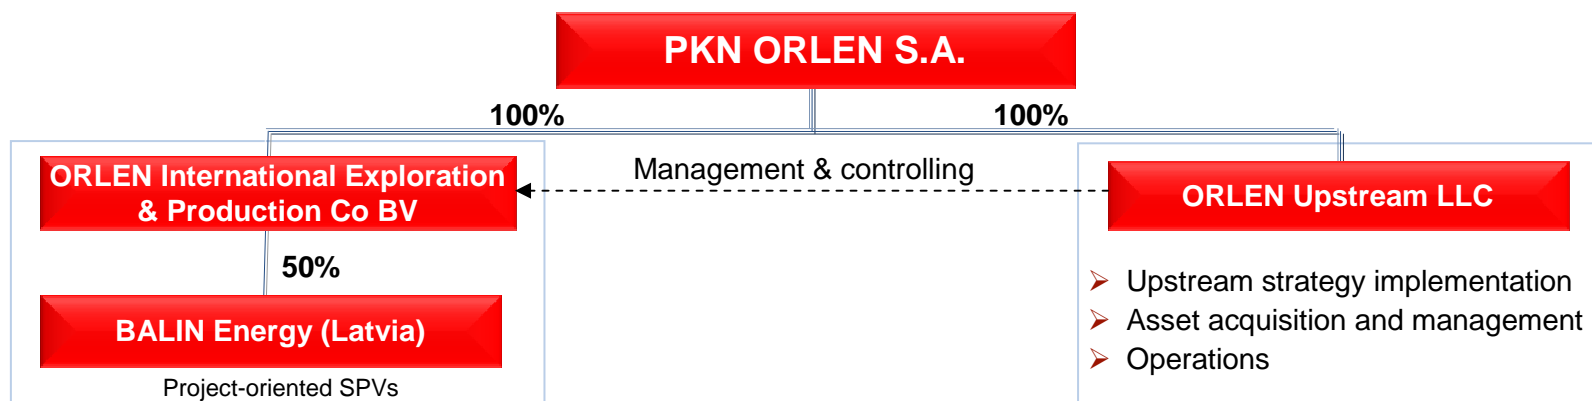 PKN ORLEN S.A.
100%
100%
ORLEN International Exploration
& Production Co BV
Management & controlling
ORLEN Upstream LLC
50%
BALIN Energy (Latvia)
Project-oriented SPVs
➢ Upstream strategy implementation
➢ Asset acquisition and management
➢ Operations